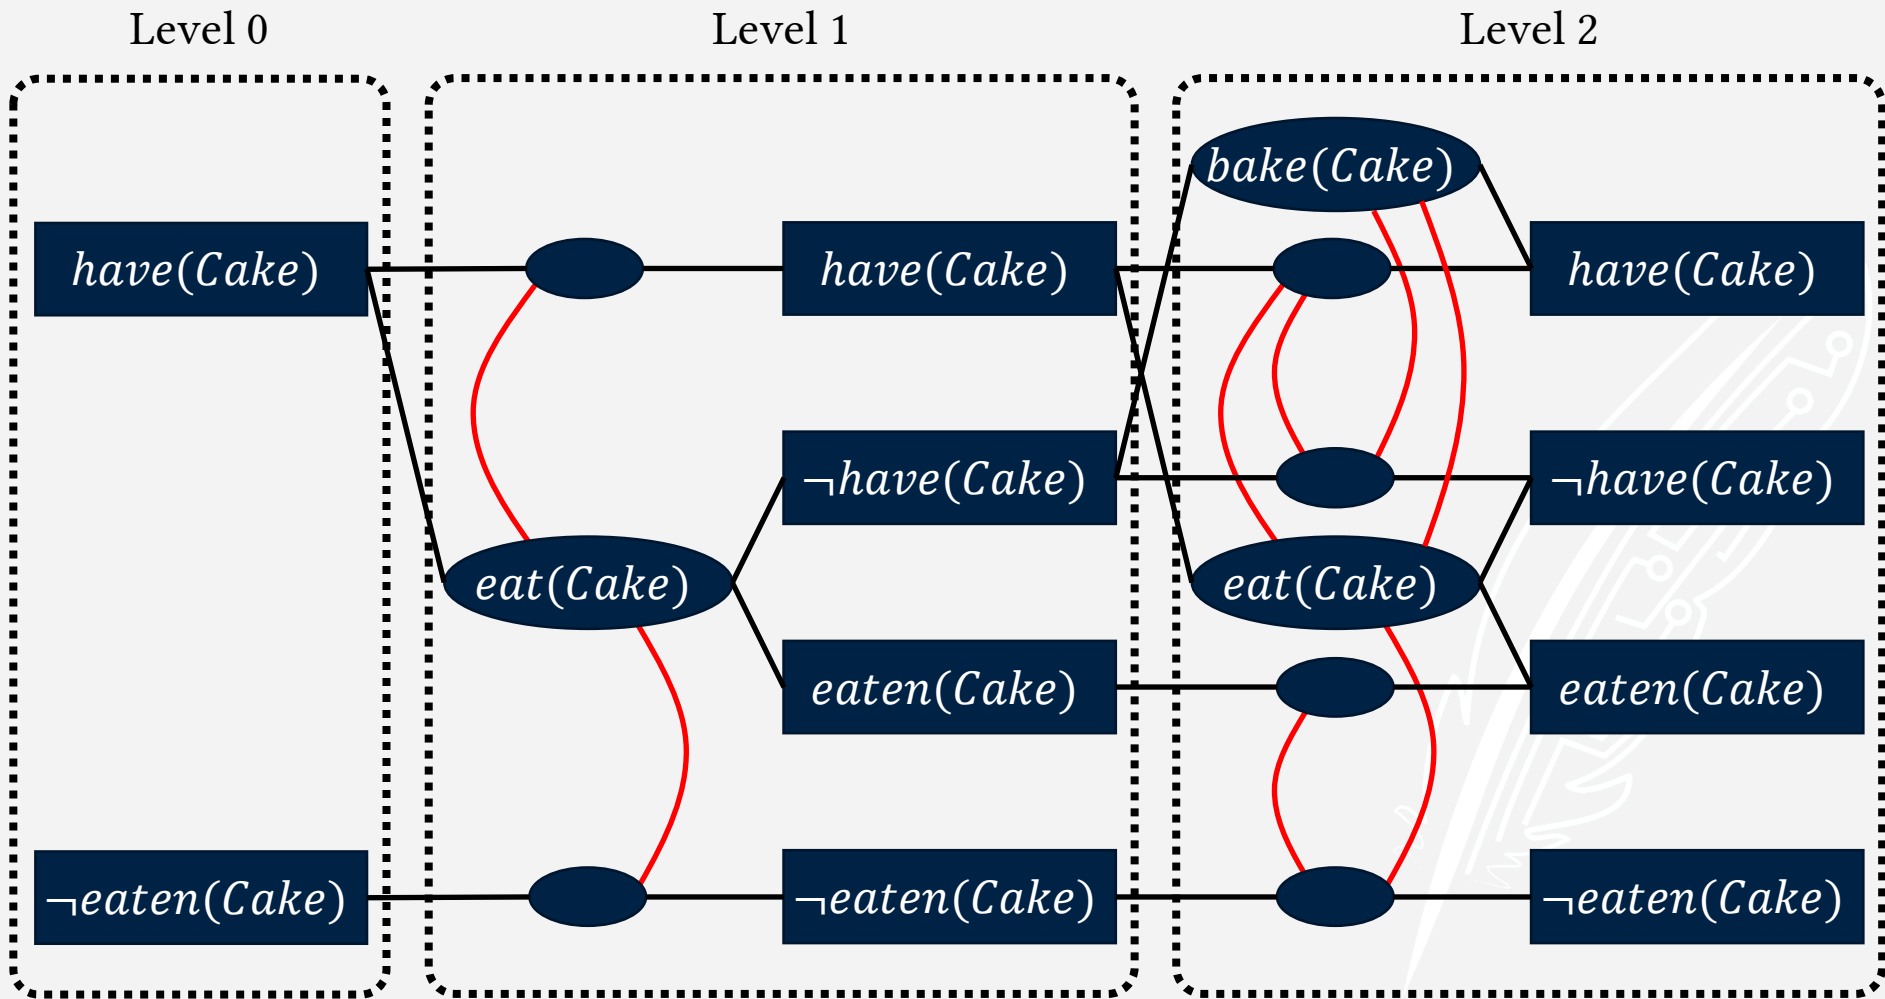 Level 0
Level 1
Level 2
bake(Cake)
have(Cake)
have(Cake)
have(Cake)
¬have(Cake)
¬have(Cake)
eat(Cake)
eat(Cake)
eaten(Cake)
eaten(Cake)
¬eaten(Cake)
¬eaten(Cake)
¬eaten(Cake)